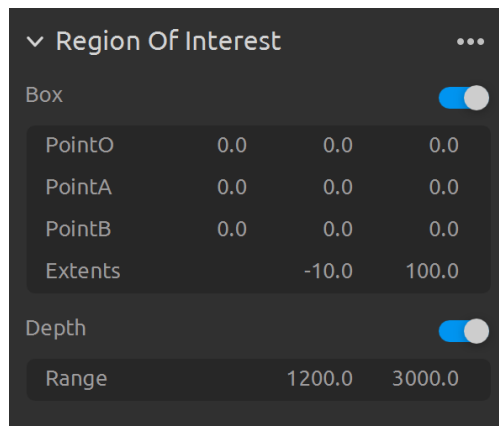 Region Of Interest
Box
PointO 0.0 0.0 0.0
PointA 0.0 0.0 0.0
PointB 0.0 0.0 0.0
Extents -10.0 100.0
Depth
Range 1200.0 3000.0